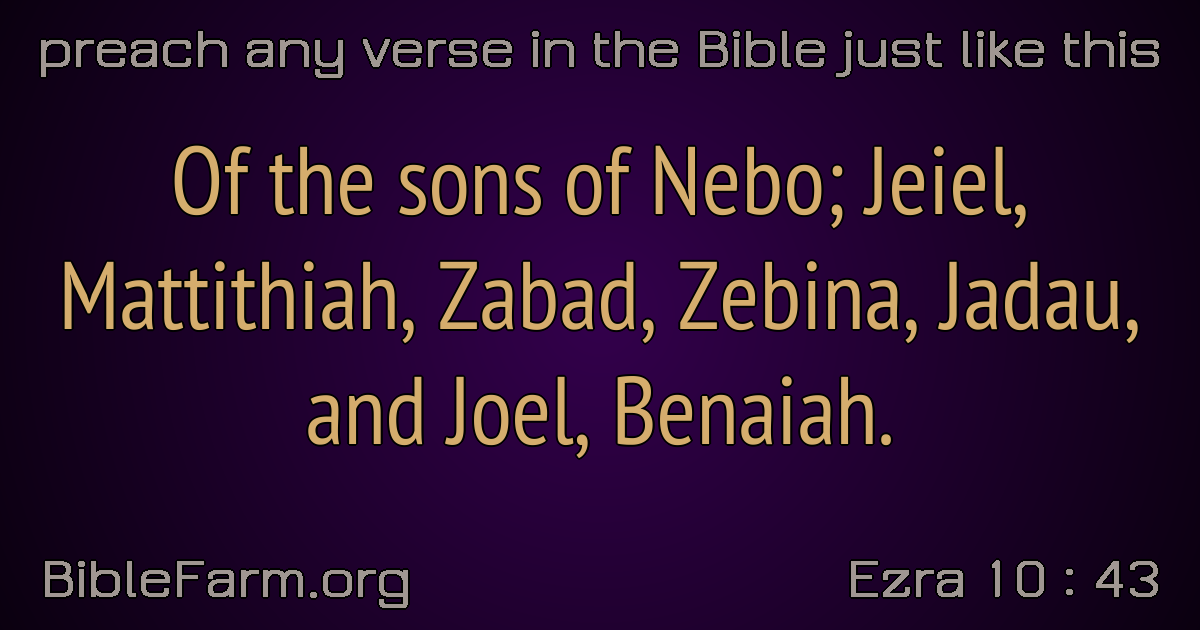 preach any verse in the Bible just like this
Of the sons of Nebo; Jeiel,
Mattithiah, Zabad, Zebina, Jadau,
and Joel, Benaiah.
BibleFarm.org
Ezra 10 : 43